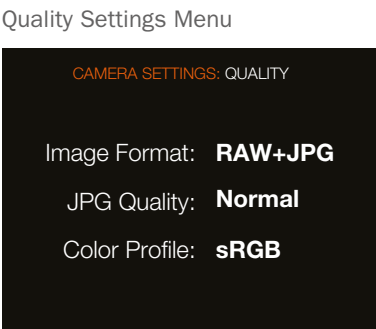 Quality Settings Menu
CAMERA SETTINGS: QUALITY
Image Format: RAW+JPG
JPG Quality: Normal
Color Profile: sRGB